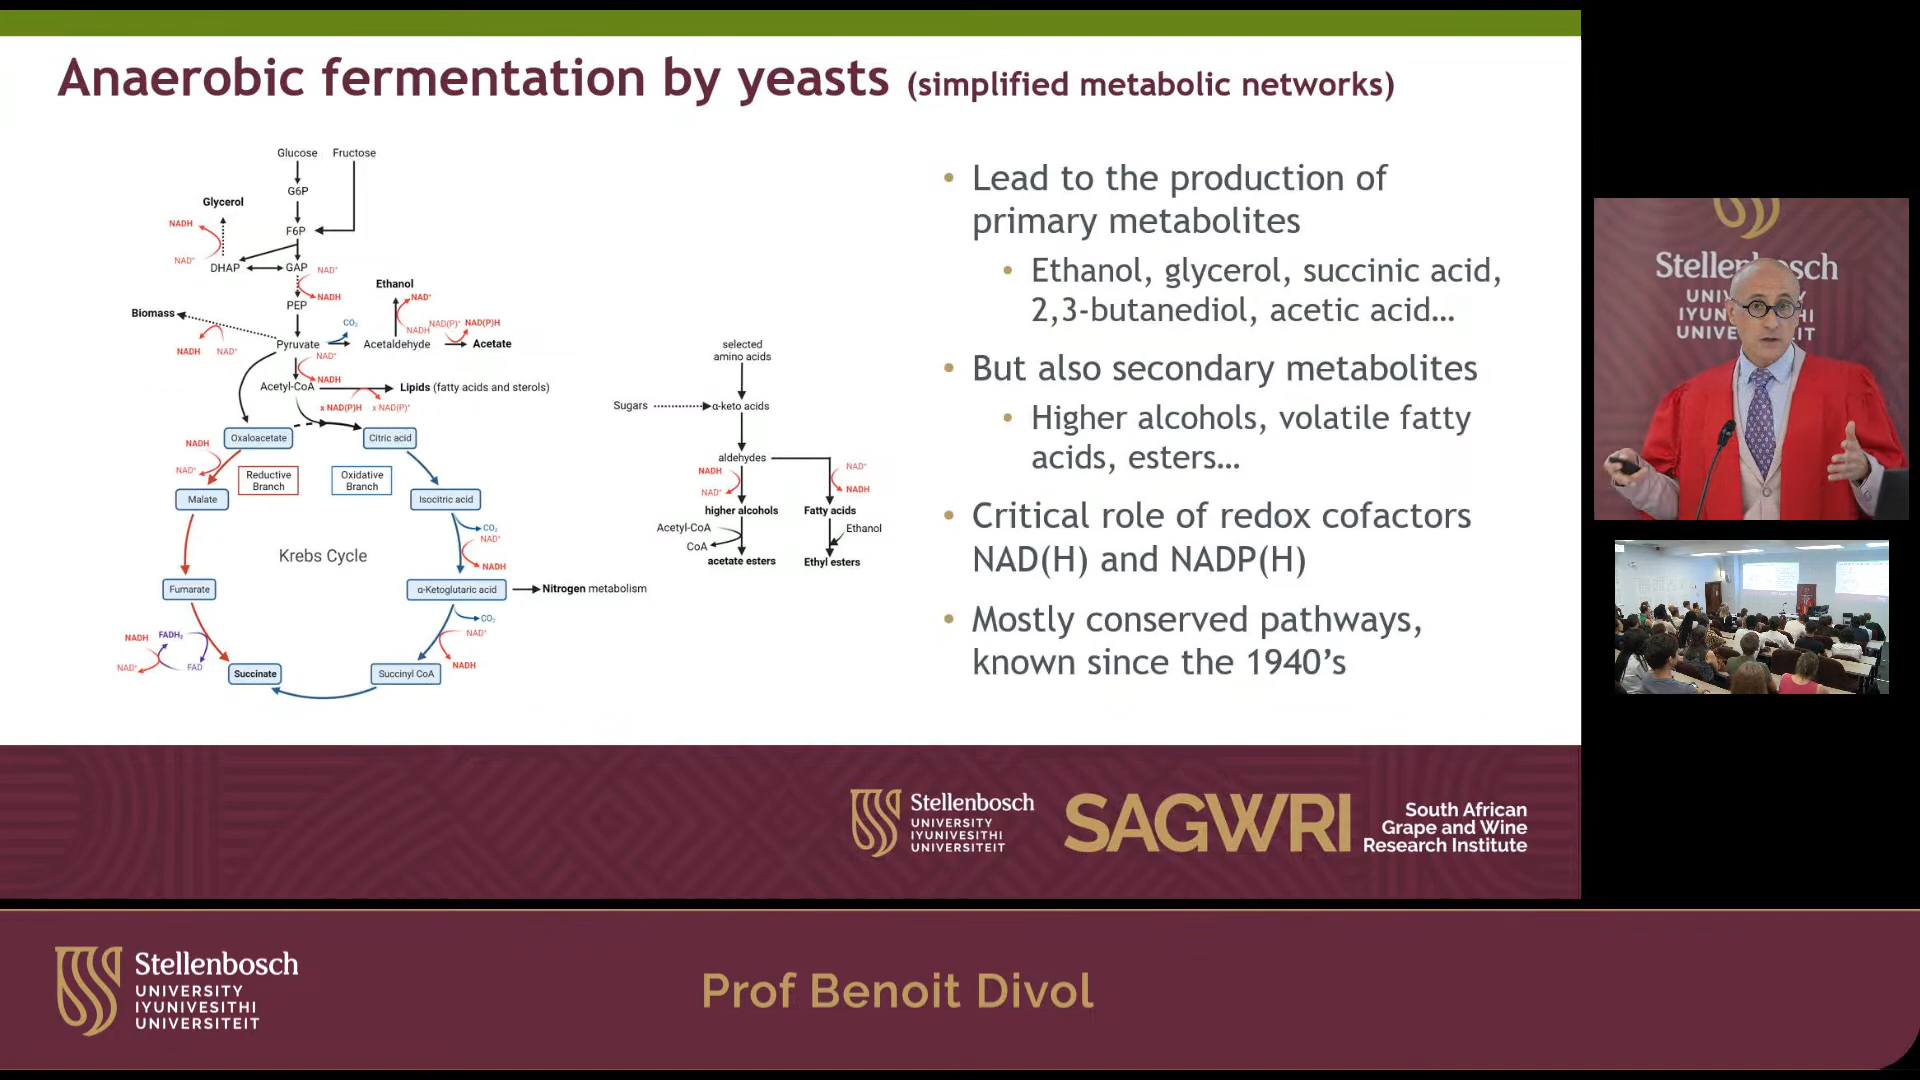 Anaerobic fermentation by yeasts (simplified metabolic networks)
Glucose
Fructose
G6P
Glycerol
NADH
F6P
NAD⁺
DHAP
GAP
NAD⁺
NADH
Ethanol
PEP
NAD⁺
Biomass
CO₂
NADH
NAD(P)⁺
NAD(P)H
Pyruvate
Acetaldehyde
Acetate
NADH
NAD⁺
NAD⁺
NADH
Acetyl-CoA
Lipids (fatty acids and sterols)
x NAD(P)H
x NAD(P)⁺
Oxaloacetate
Citric acid
NADH
NAD⁺
Reductive
Branch
Oxidative
Branch
Malate
Isocitric acid
CO₂
NAD⁺
Krebs Cycle
NADH
Fumarate
α-Ketoglutaric acid
Nitrogen metabolism
CO₂
NADH
FADH₂
NAD⁺
NAD⁺
FAD
NADH
Succinate
Succinyl CoA
selected
amino acids
Sugars
α-keto acids
aldehydes
NADH
NAD⁺
NAD⁺
NADH
higher alcohols
Fatty acids
Acetyl-CoA
Ethanol
CoA
acetate esters
Ethyl esters
• Lead to the production of
primary metabolites
• Ethanol, glycerol, succinic acid,
2,3-butanediol, acetic acid…
• But also secondary metabolites
• Higher alcohols, volatile fatty
acids, esters…
• Critical role of redox cofactors
NAD(H) and NADP(H)
• Mostly conserved pathways,
known since the 1940’s
Stellenbosch
UNIVERSITY
IYUNIVESITHI
UNIVERSITEIT
SAGWRI
South African
Grape and Wine
Research Institute
Stellenbosch
UNIVERSITY
IYUNIVESITHI
UNIVERSITEIT
Prof Benoit Divol